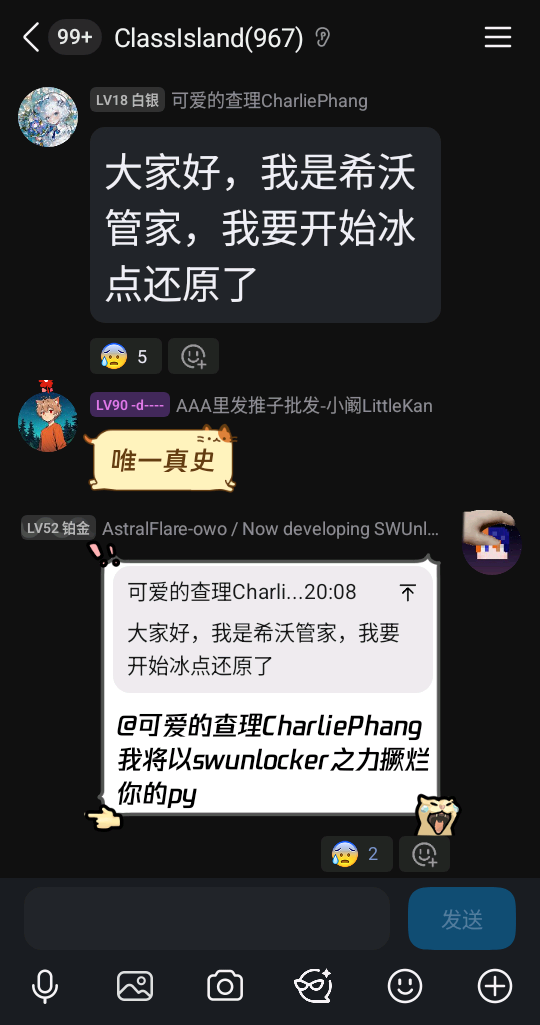 99+ ClassIsland(967)
LV18 白银 可爱的查理CharliePhang
大家好，我是希沃
管家，我要开始冰
点还原了
5
LV90 -d---- AAA里发推子批发-小阚LittleKan
唯一真史
LV52 铂金 AstralFlare-owo / Now developing SWUnl...
可爱的查理Charli...20:08
大家好，我是希沃管家，我要
开始冰点还原了
@可爱的查理CharliePhang
我将以swunlocker之力撅烂
你的py
2
发送